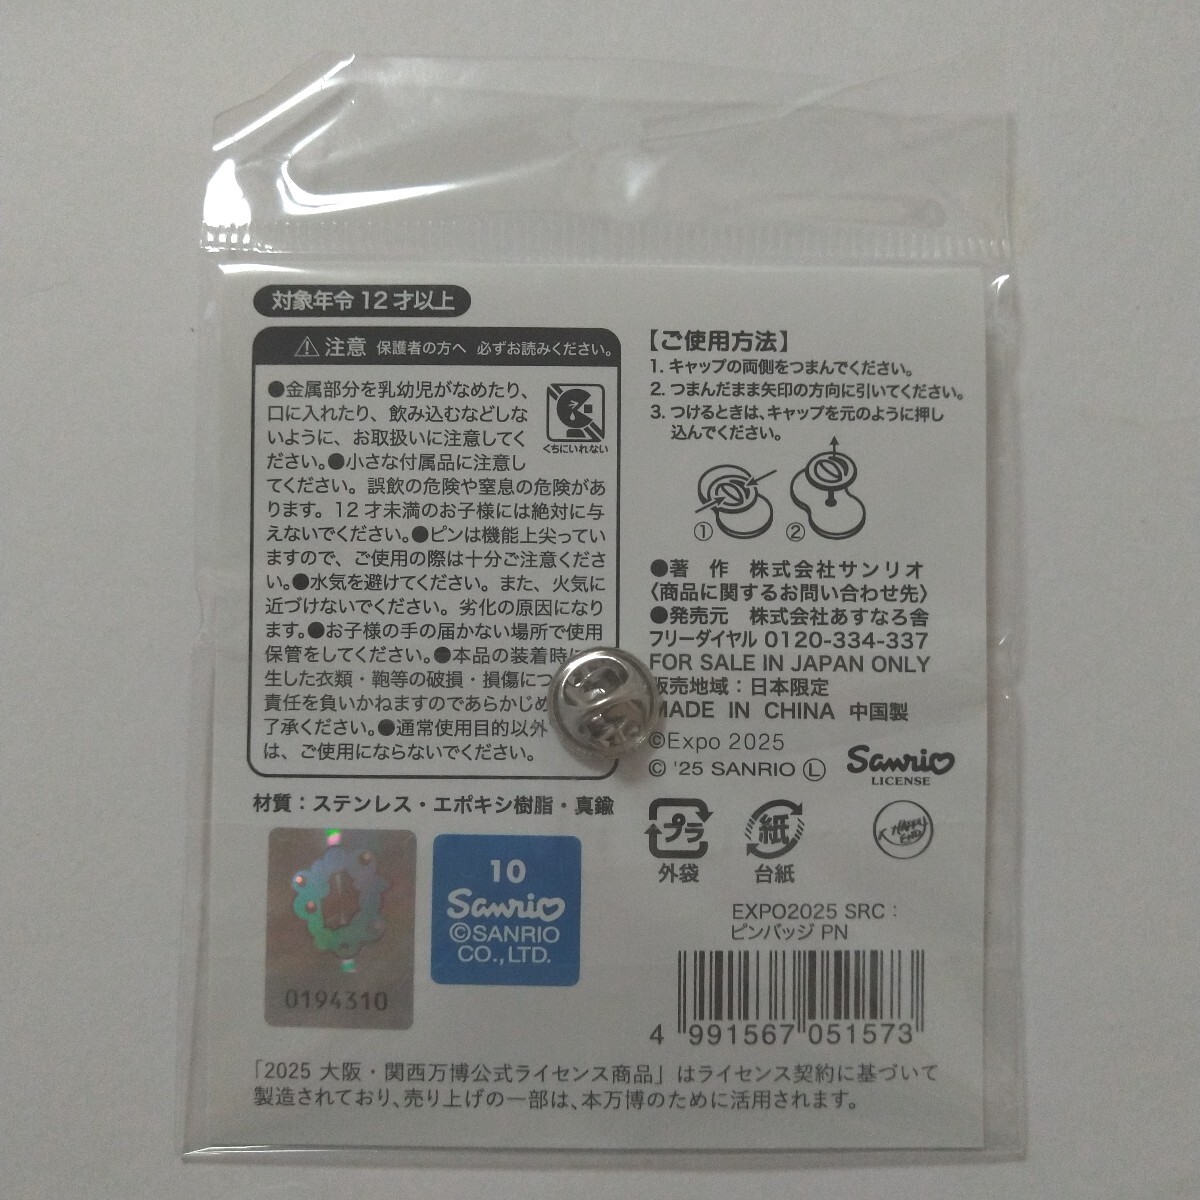 対象年令12才以上
注意 保護者の方へ 必ずお読みください。
●金属部分を乳幼児がなめたり、
口に入れたり、飲み込むなどしな
いように、お取扱いに注意してく
ださい。●小さな付属品に注意し
てください。誤飲の危険や窒息の危険があ
ります。12才未満のお子様には絶対に与
えないでください。●ピンは機能上尖ってい
ますので、ご使用の際は十分ご注意くださ
い。●水気を避けてください。また、火気に
近づけないでください。劣化の原因になり
ます。●お子様の手の届かない場所で使用
保管をしてください。●本品の装着時に
生した衣類・鞄等の破損・損傷につ
責任を負いかねますのであらかじめ
了承ください。●通常使用目的以外
は、ご使用にならないでください。
くちにいれない
材質：ステンレス・エポキシ樹脂・真鍮
【ご使用方法】
1. キャップの両側をつまんでください。
2. つまんだまま矢印の方向に引いてください。
3. つけるときは、キャップを元のように押し
込んでください。
① ②
●著 作 株式会社サンリオ
〈商品に関するお問い合わせ先〉
●発売元 株式会社あすなろ舎
フリーダイヤル 0120-334-337
FOR SALE IN JAPAN ONLY
販売地域：日本限定
MADE IN CHINA 中国製
©Expo 2025
© '25 SANRIO Ⓛ
Sanrio
LICENSE
プラ
外袋
紙
台紙
HAPPY
END
0194310
10
Sanrio
©SANRIO
CO.,LTD.
EXPO2025 SRC：
ピンバッジ PN
4 991567 051573
「2025 大阪・関西万博公式ライセンス商品」はライセンス契約に基づいて
製造されており、売り上げの一部は、本万博のために活用されます。